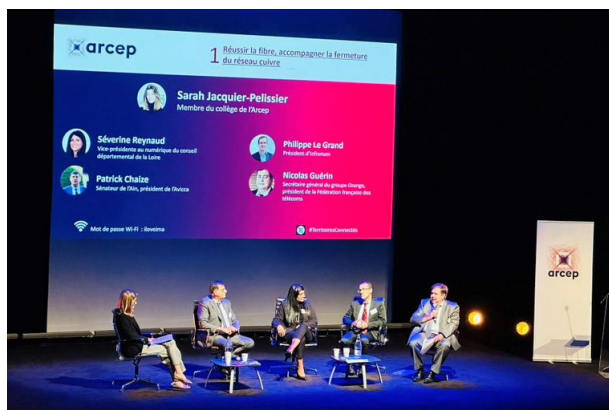 arcep
1 Réussir la fibre, accompagner la fermeture
du réseau cuivre
Sarah Jacquier-Pelissier
Membre du collège de l'Arcep
Séverine Reynaud
Vice-présidente au numérique du conseil
départemental de la Loire
Philippe Le Grand
Président d'Infranum
Patrick Chaize
Sénateur de l'Ain, président de l'Avicca
Nicolas Guérin
Secrétaire général du groupe Orange,
président de la Fédération française des
télécoms
Mot de passe Wi-Fi : iloveima
#TerritoiresConnectés
arcep